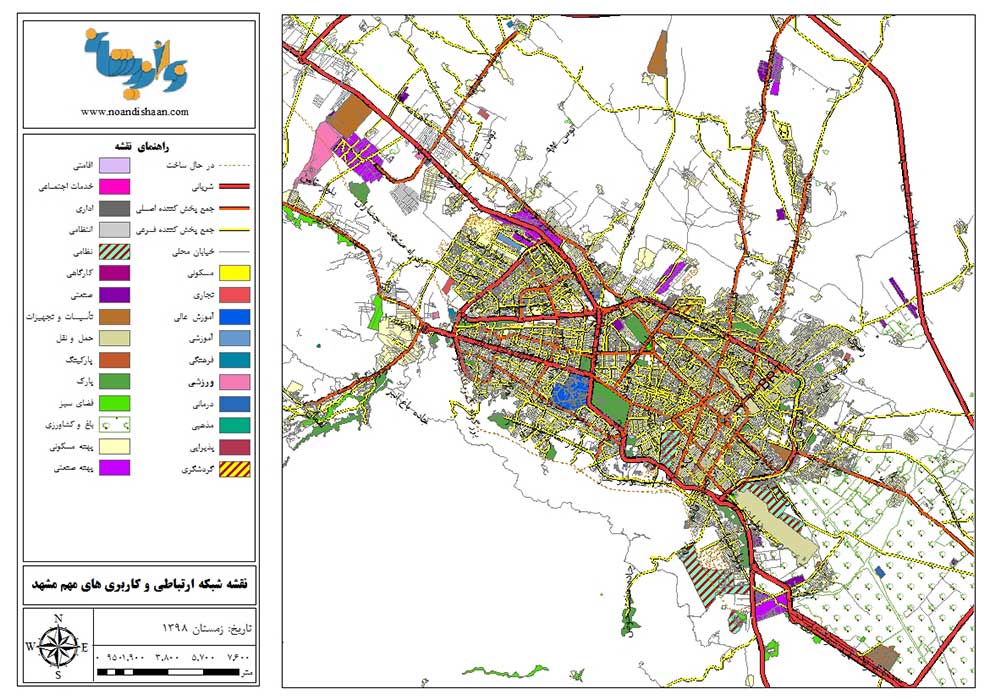 نواندیشان
www.noandishaan.com
راهنمای نقشه
در حال ساخت
شریانی
جمع پخش کننده اصلی
جمع پخش کننده فرعی
خیابان محلی
مسکونی
تجاری
آموزش عالی
آموزشی
فرهنگی
ورزشی
درمانی
مذهبی
پذیرایی
گردشگری
اقامتی
خدمات اجتماعی
اداری
انتظامی
نظامی
کارگاهی
صنعتی
تأسیسات و تجهیزات
حمل و نقل
پارکینگ
پارک
فضای سبز
باغ و کشاورزی
پهنه مسکونی
پهنه صنعتی
نقشه شبکه ارتباطی و کاربری های مهم مشهد
تاریخ: زمستان ۱۳۹۸
N
W E
S
۰ ۹۵۰ ۱,۹۰۰ ۳,۸۰۰ ۵,۷۰۰ ۷,۶۰۰
متر